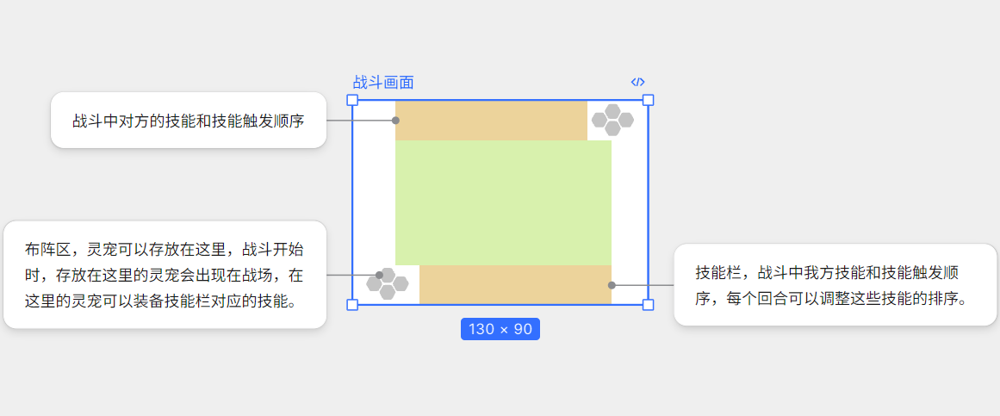 战斗画面
</>
战斗中对方的技能和技能触发顺序
布阵区，灵宠可以存放在这里，战斗开始
时，存放在这里的灵宠会出现在战场，在
这里的灵宠可以装备技能栏对应的技能。
技能栏，战斗中我方技能和技能触发顺
序，每个回合可以调整这些技能的排序。
130 × 90